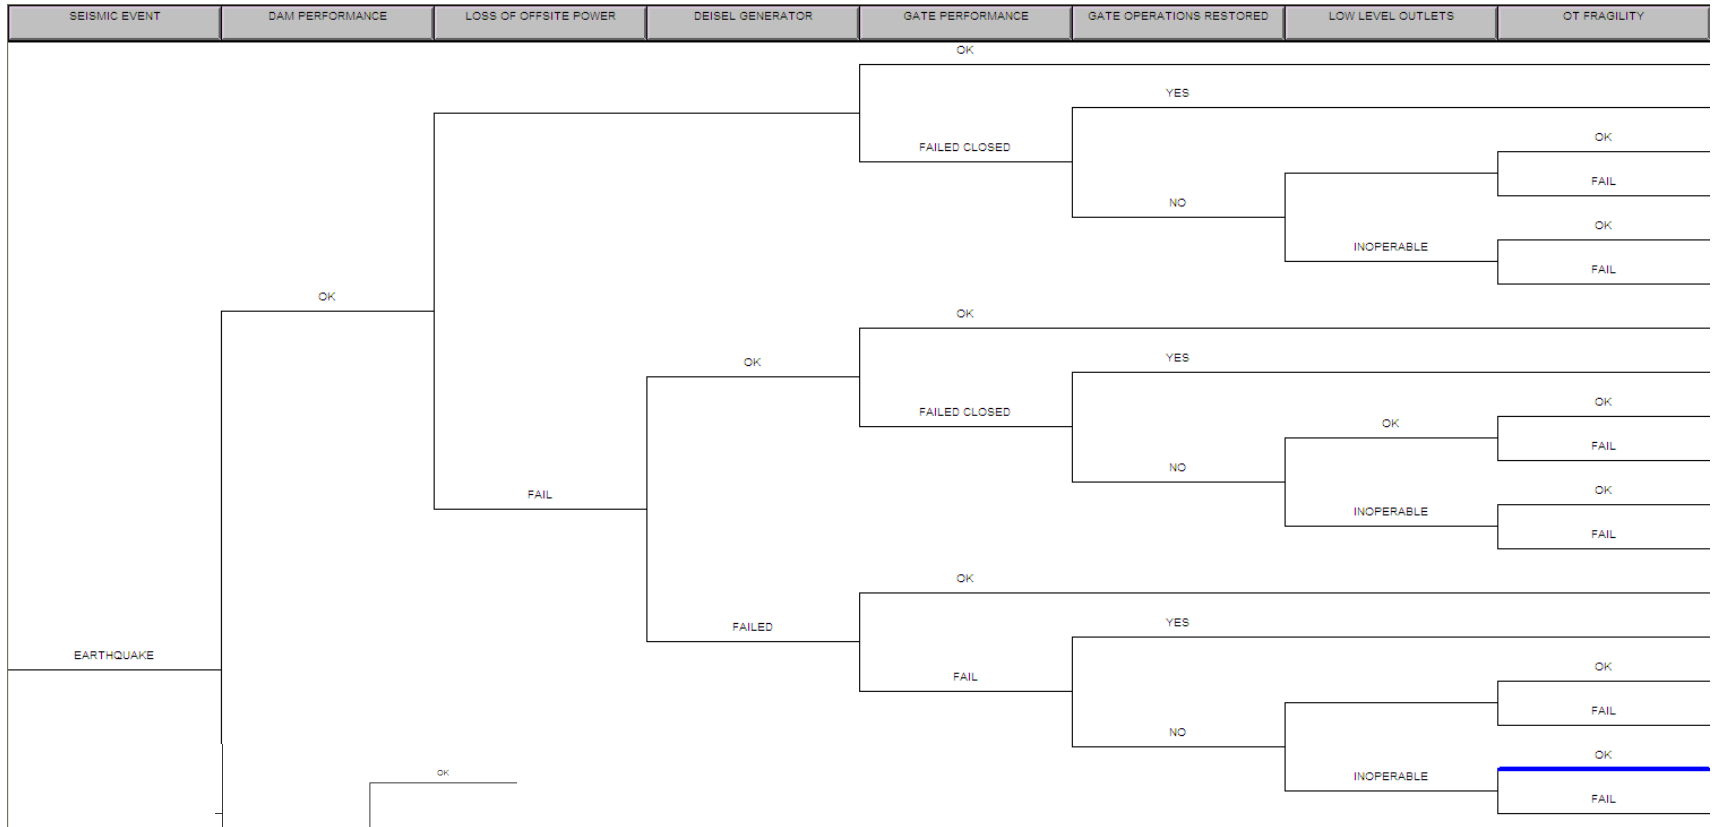 SEISMIC EVENT
DAM PERFORMANCE
LOSS OF OFFSITE POWER
DEISEL GENERATOR
GATE PERFORMANCE
GATE OPERATIONS RESTORED
LOW LEVEL OUTLETS
OT FRAGILITY
OK
YES
OK
FAILED CLOSED
FAIL
NO
OK
INOPERABLE
FAIL
OK
OK
YES
OK
OK
FAILED CLOSED
OK
FAIL
NO
OK
FAIL
INOPERABLE
FAIL
OK
YES
FAILED
EARTHQUAKE
OK
FAIL
FAIL
NO
OK
OK
INOPERABLE
FAIL